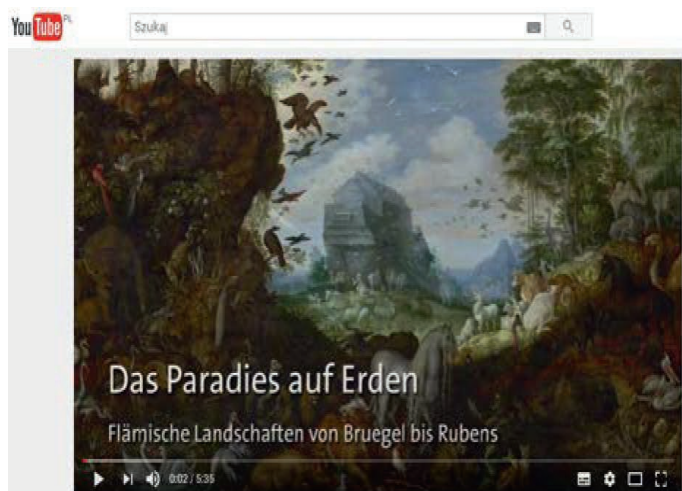 YouTube PL
Szukaj
Das Paradies auf Erden
Flämische Landschaften von Bruegel bis Rubens
0:02 / 5:35